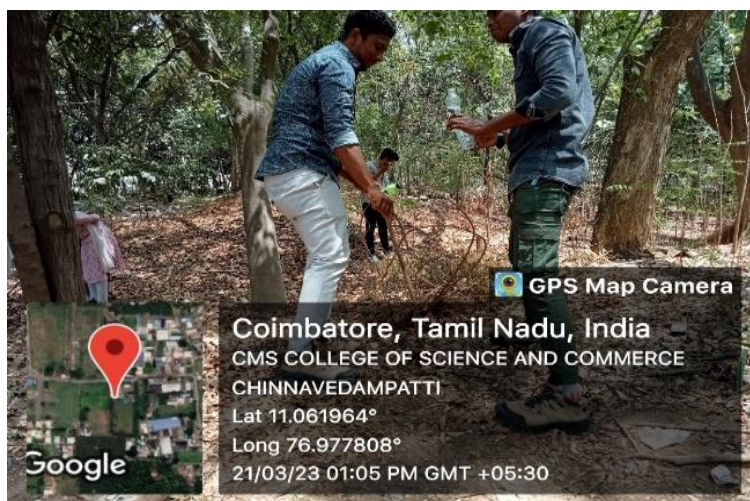 GPS Map Camera
Coimbatore, Tamil Nadu, India
CMS COLLEGE OF SCIENCE AND COMMERCE
CHINNAVEDAMPATTI
Lat 11.061964°
Long 76.977808°
21/03/23 01:05 PM GMT +05:30
Google